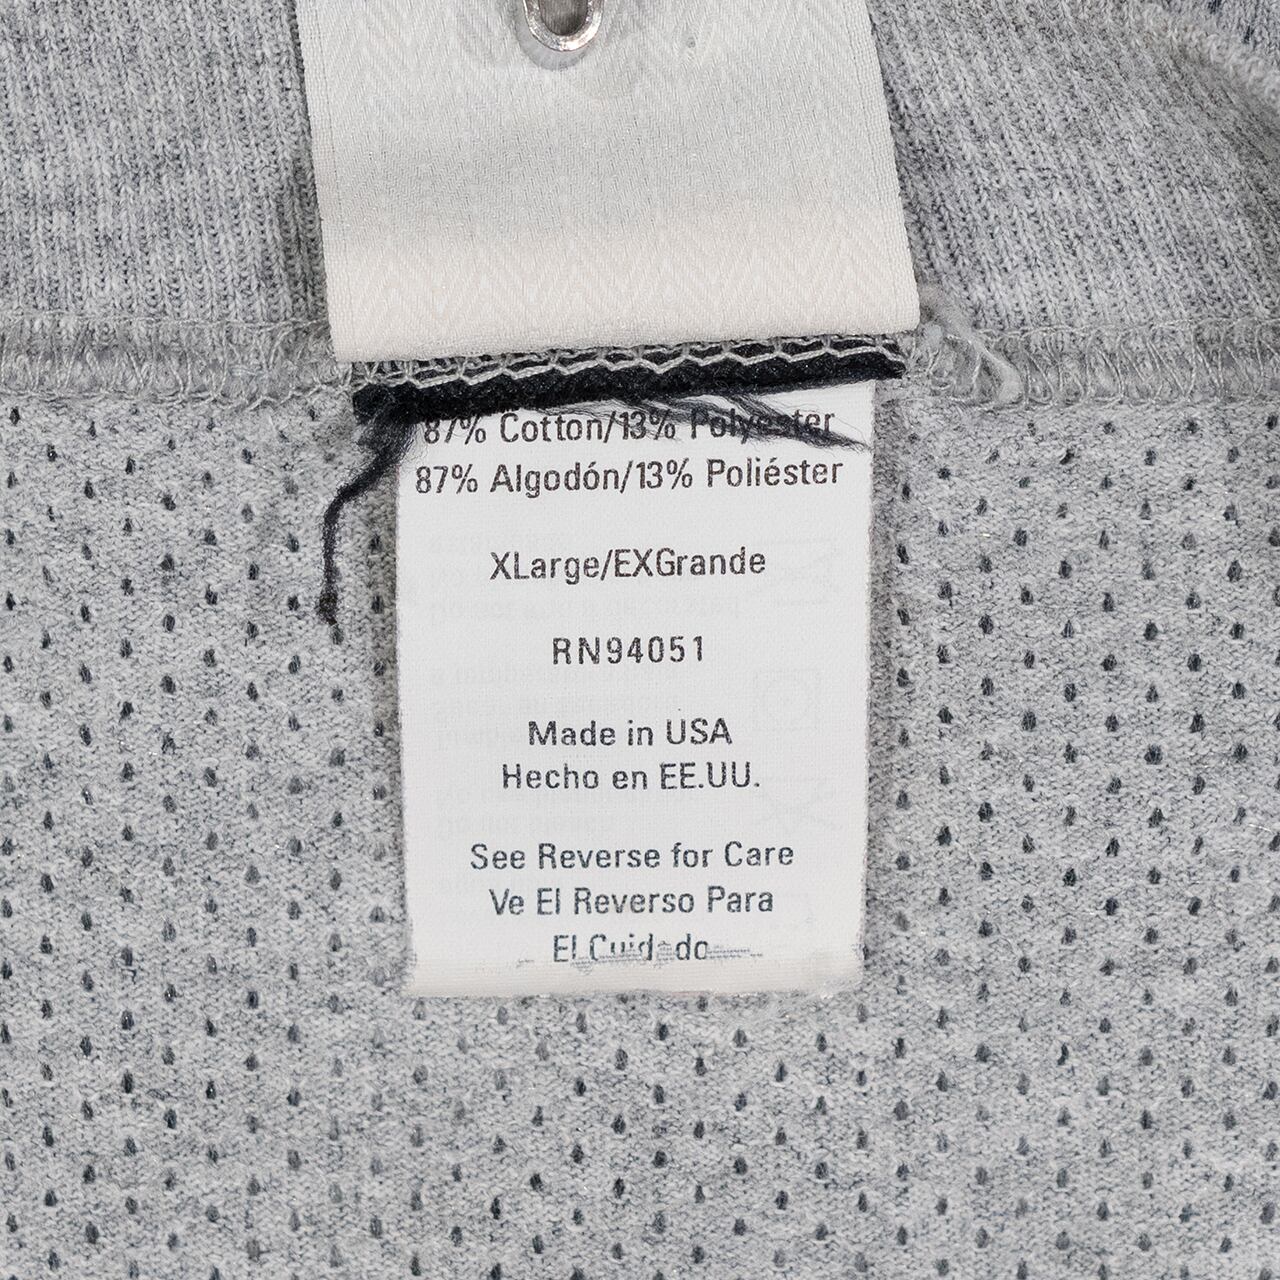 87% Cotton/13% Polyester
87% Algodón/13% Poliéster
XLarge/EXGrande
RN94051
Made in USA
Hecho en EE.UU.
See Reverse for Care
Ve El Reverso Para
El Cuidado